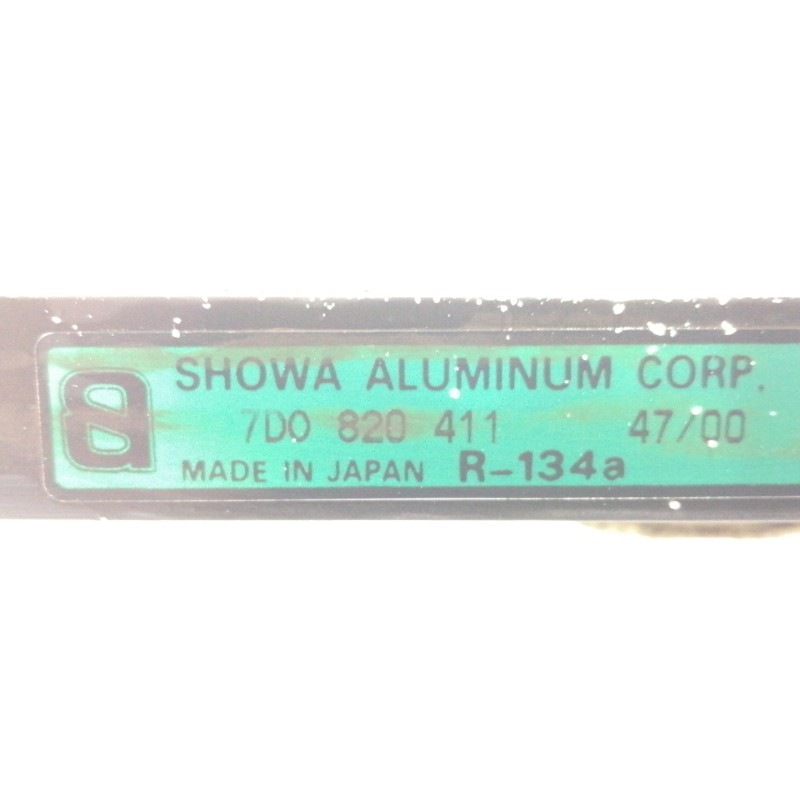 SHOWA ALUMINUM CORP.
7D0 820 411 47/00
MADE IN JAPAN R-134a